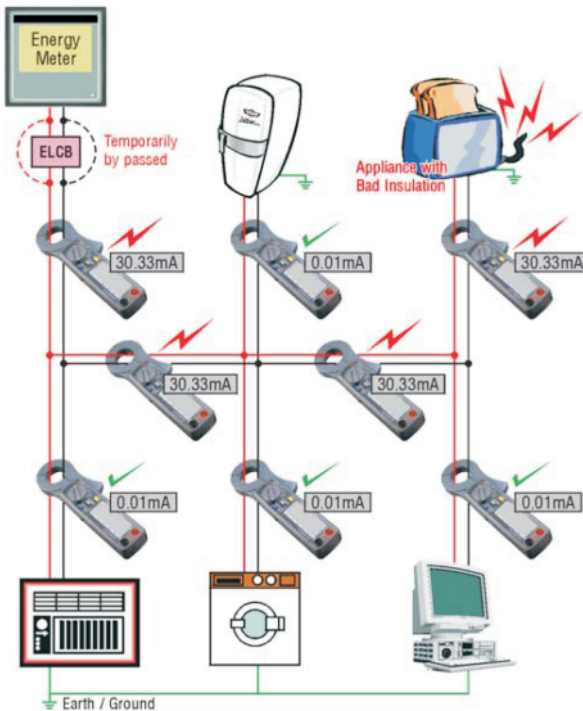 Energy
Meter
ELCB
Temporarily
by passed
Appliance with
Bad Insulation
30.33mA
0.01mA
30.33mA
30.33mA
30.33mA
0.01mA
0.01mA
0.01mA
Earth / Ground